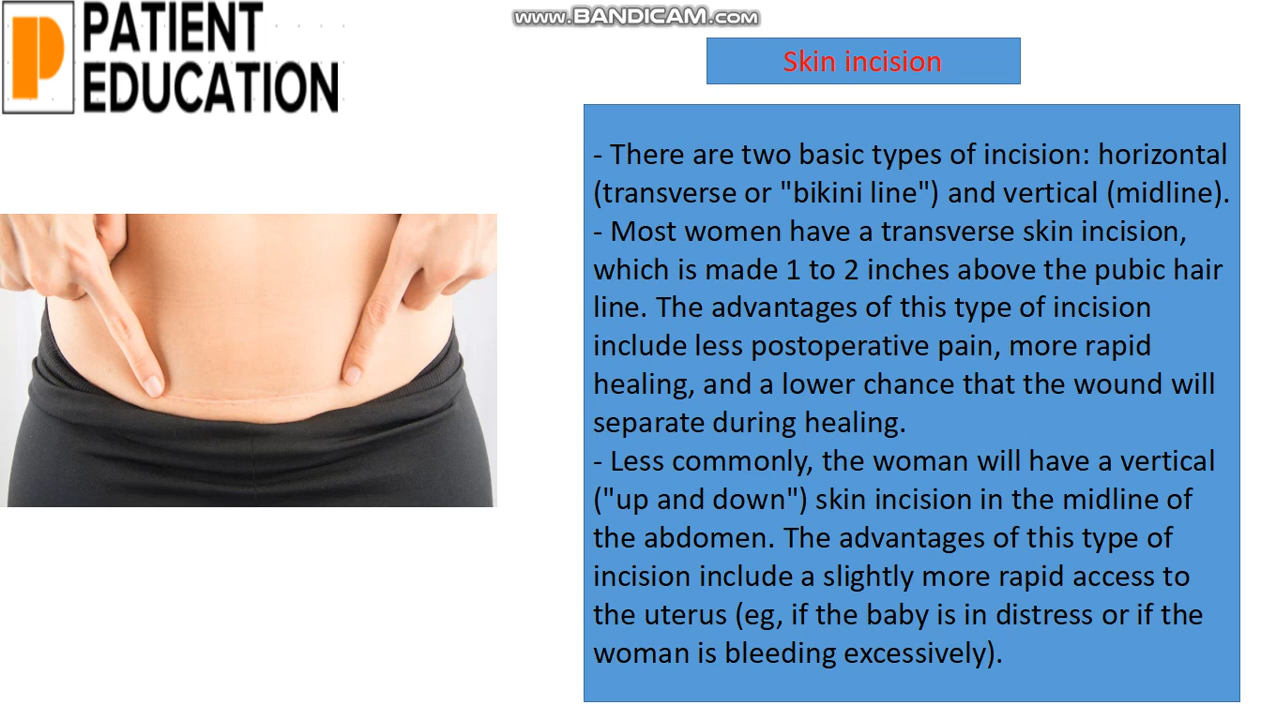 PATIENT
EDUCATION
www.BANDICAM.com
Skin incision
- There are two basic types of incision: horizontal
(transverse or "bikini line") and vertical (midline).
- Most women have a transverse skin incision,
which is made 1 to 2 inches above the pubic hair
line. The advantages of this type of incision
include less postoperative pain, more rapid
healing, and a lower chance that the wound will
separate during healing.
- Less commonly, the woman will have a vertical
("up and down") skin incision in the midline of
the abdomen. The advantages of this type of
incision include a slightly more rapid access to
the uterus (eg, if the baby is in distress or if the
woman is bleeding excessively).